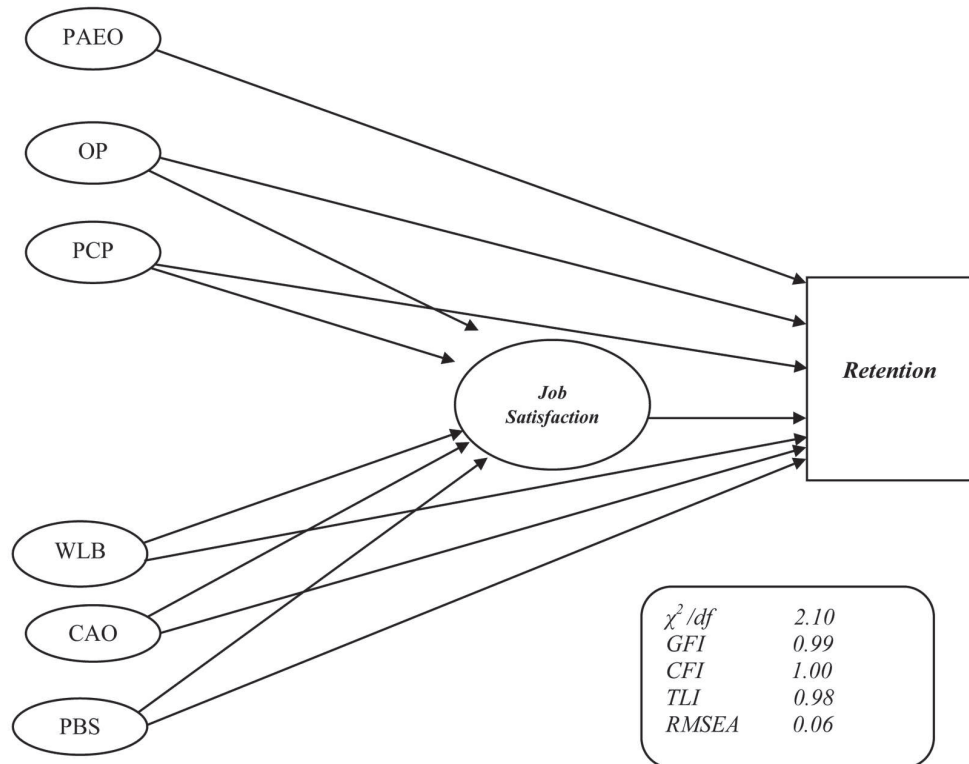 PAEO
OP
PCP
Retention
Job
Satisfaction
WLB
CAO
PBS
χ²/df 2.10
GFI 0.99
CFI 1.00
TLI 0.98
RMSEA 0.06